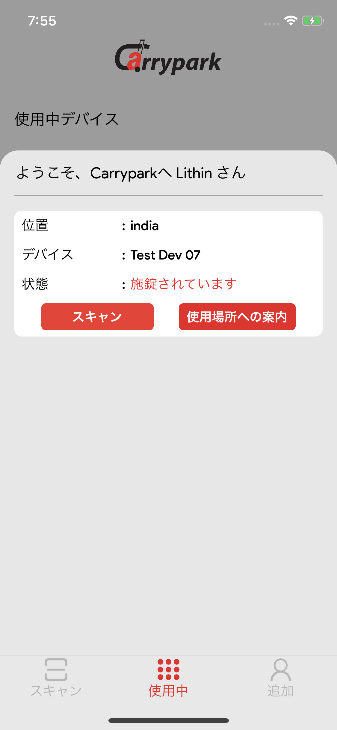 7:55
Carrypark
使用中デバイス
ようこそ、Carryparkへ Lithin さん
位置 : india
デバイス : Test Dev 07
状態 : 施錠されています
スキャン 使用場所への案内
スキャン 使用中 追加